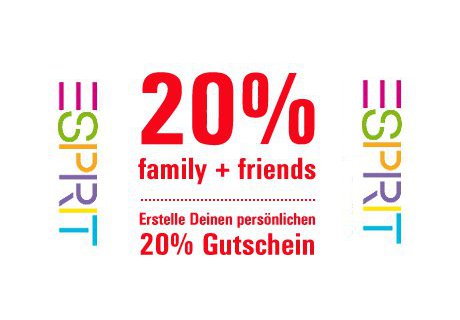 ESPRIT
20%
family + friends
Erstelle Deinen persönlichen
20% Gutschein
ESPRIT